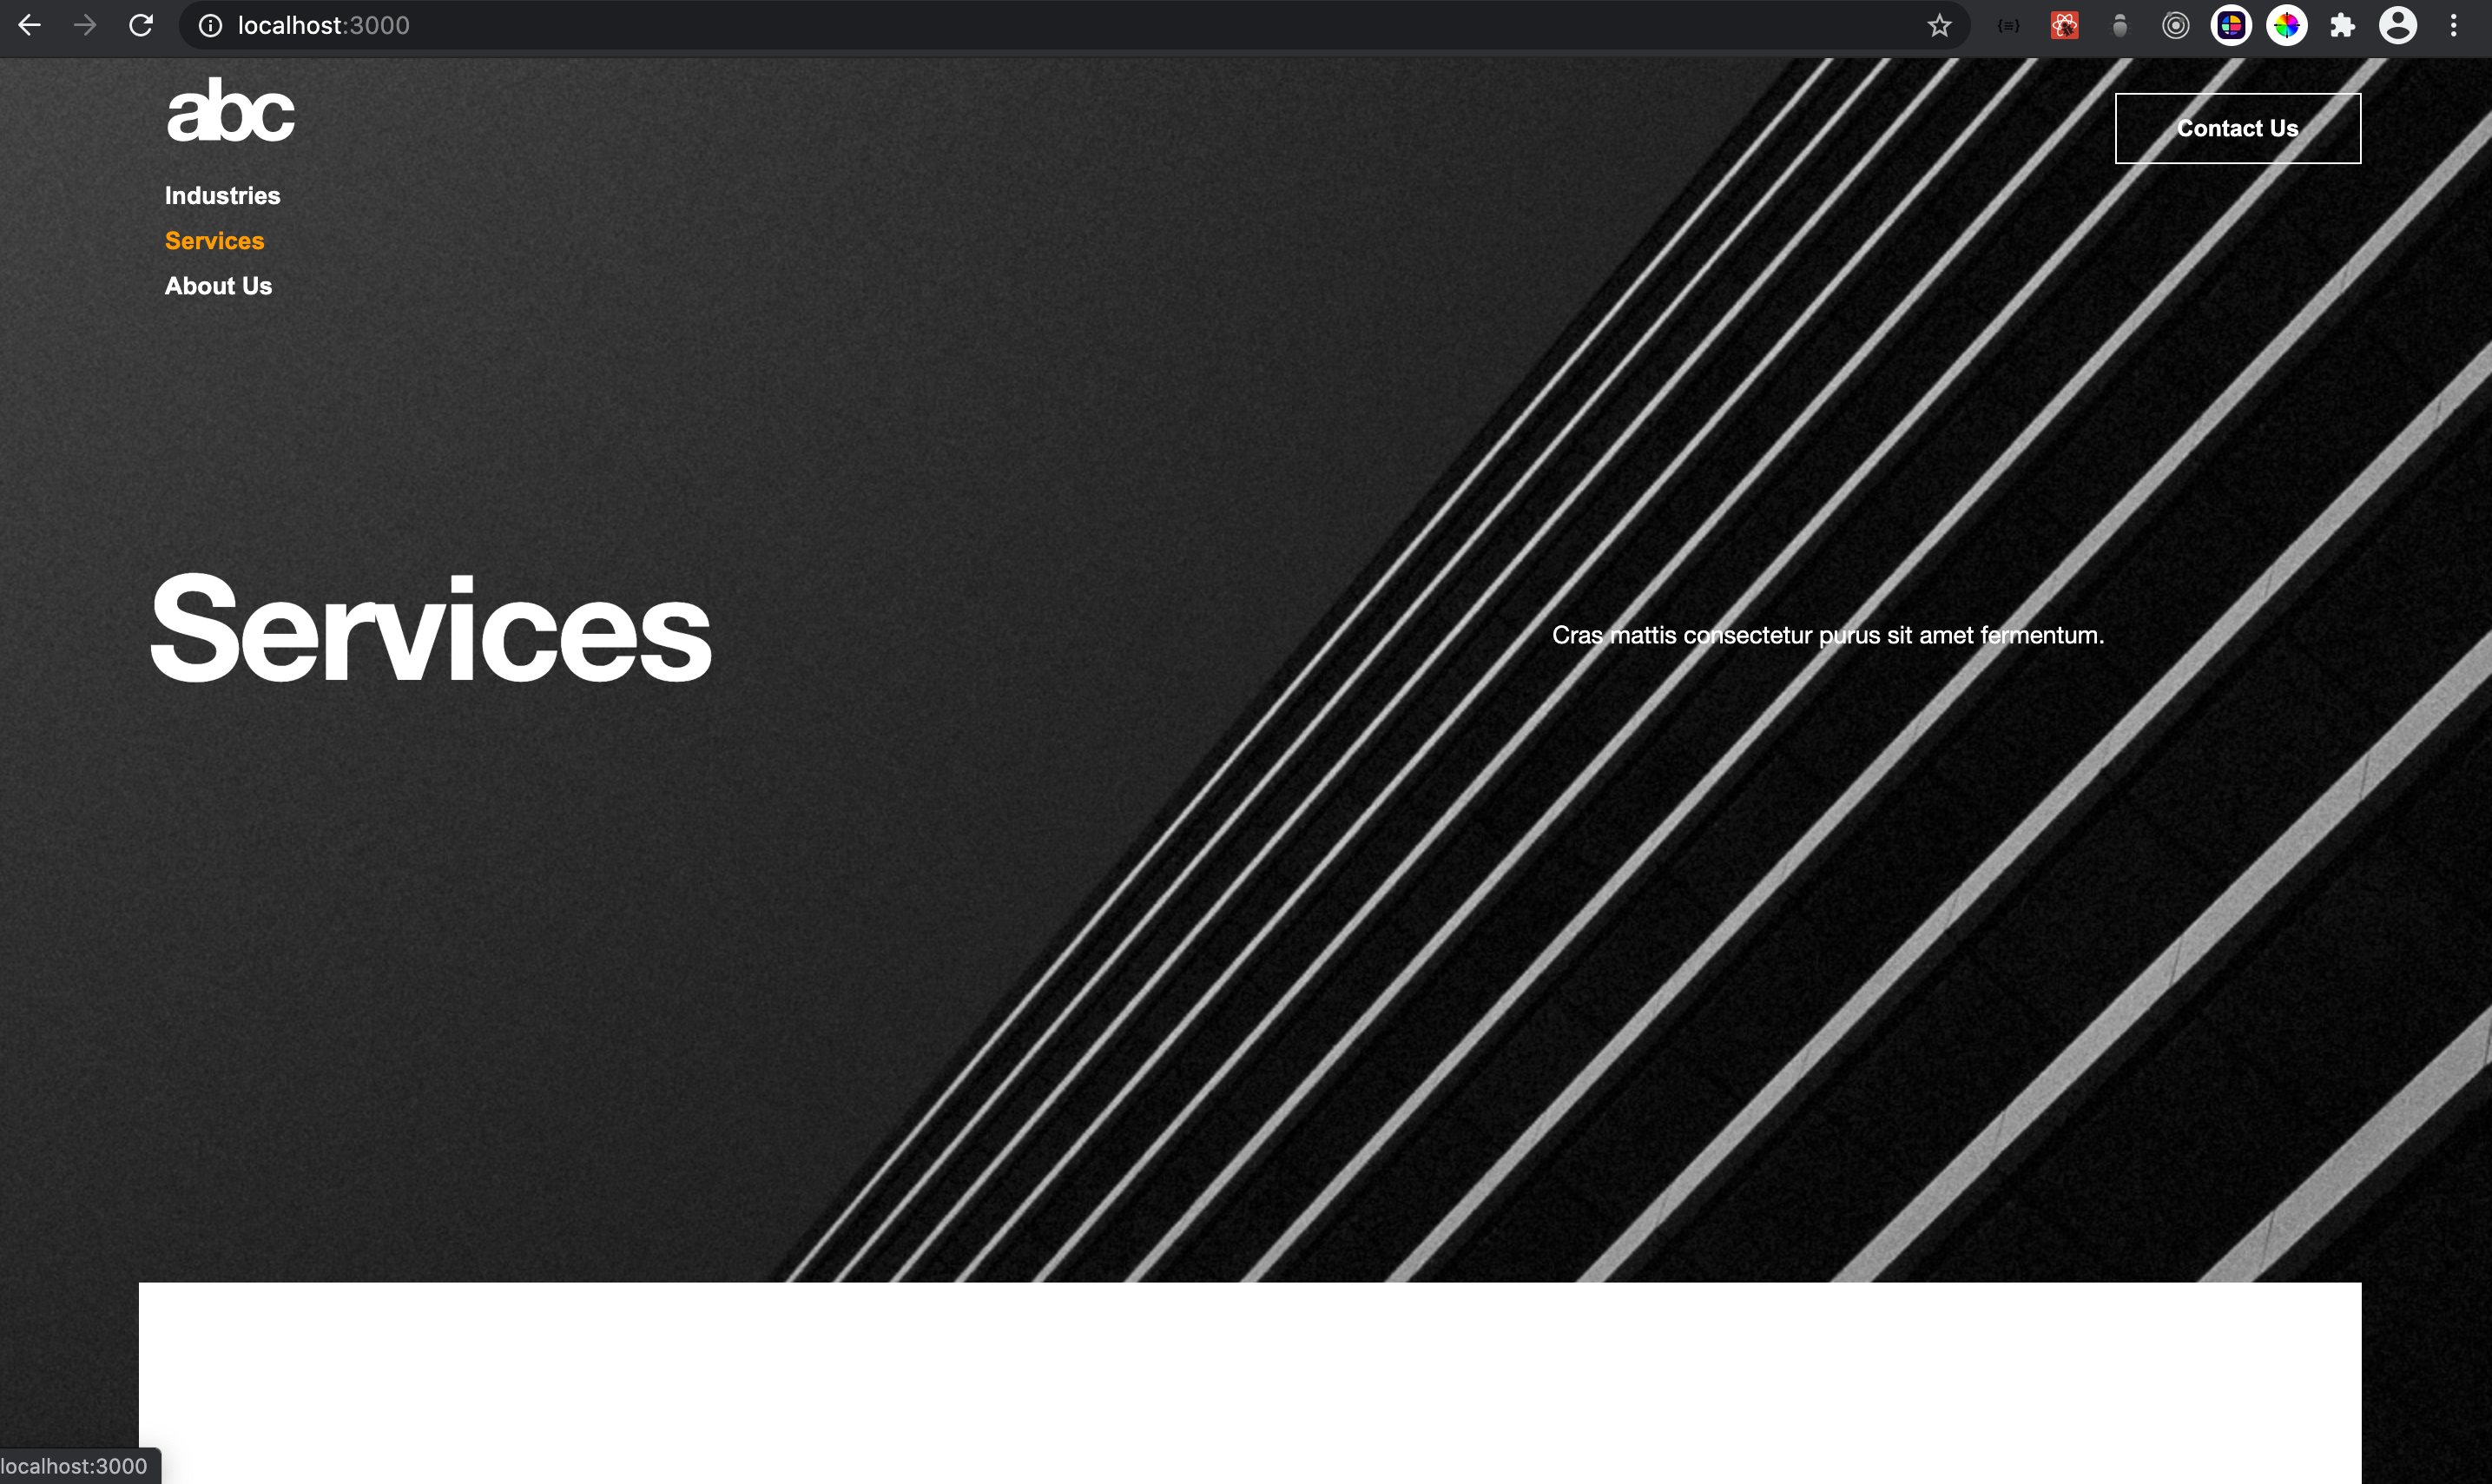 localhost:3000
abc
Contact Us
Industries
Services
About Us
Services
Cras mattis consectetur purus sit amet fermentum.
localhost:3000